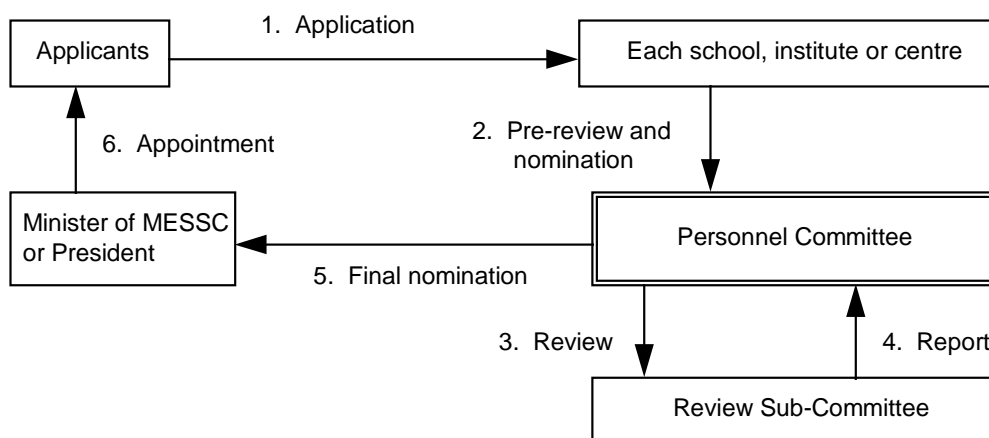 1. Application
Applicants
Each school, institute or centre
2. Pre-review and
nomination
6. Appointment
Minister of MESSC
or President
Personnel Committee
5. Final nomination
3. Review
4. Report
Review Sub-Committee